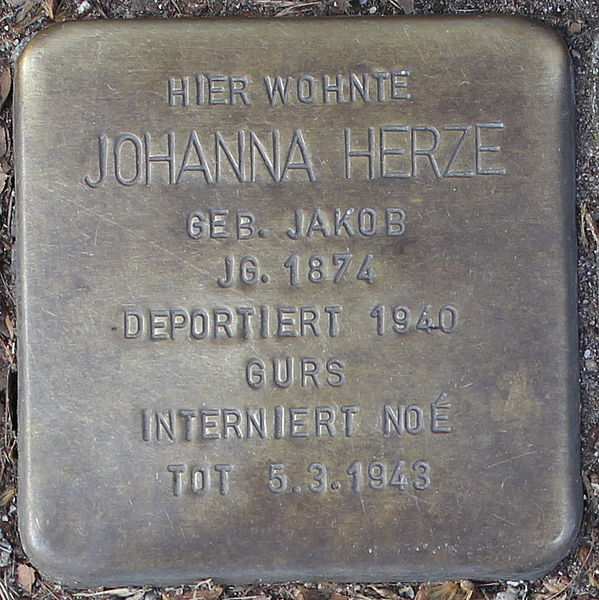 HIER WOHNTE
JOHANNA HERZE
GEB. JAKOB
JG. 1874
DEPORTIERT 1940
GURS
INTERNIERT NOÉ
TOT 5.3.1943